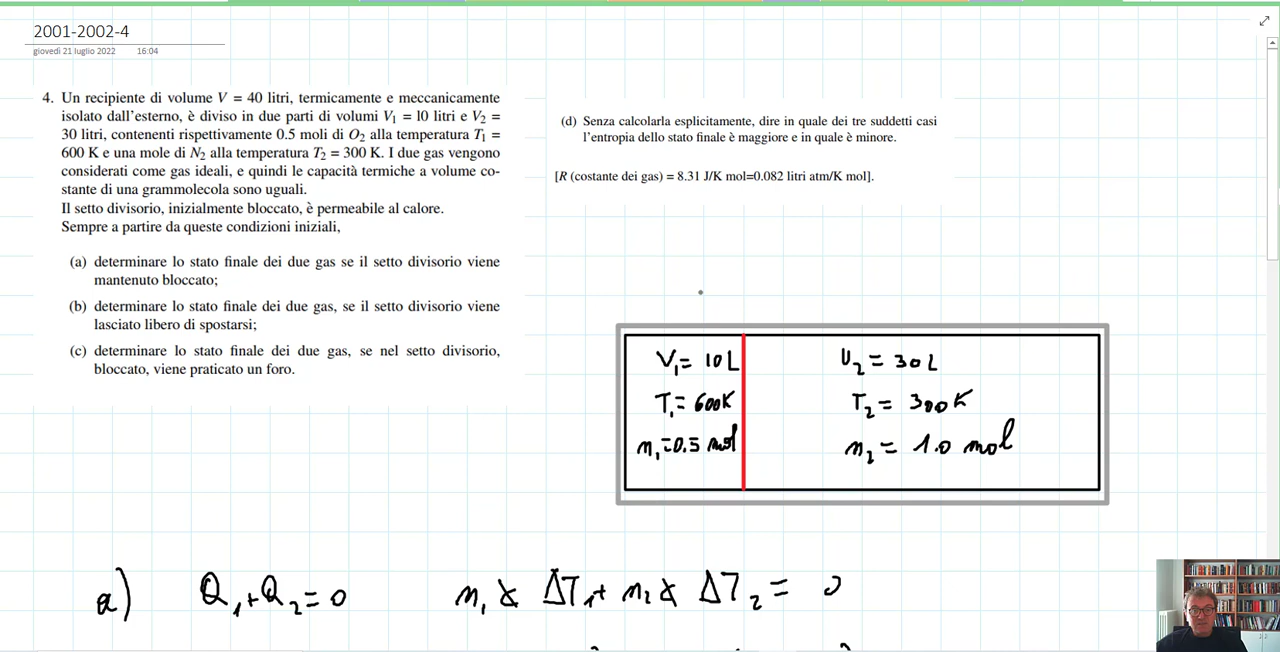 2001-2002-4
giovedì 21 luglio 2022 16:04
4. Un recipiente di volume V = 40 litri, termicamente e meccanicamente
isolato dall'esterno, è diviso in due parti di volumi V₁ = 10 litri e V₂ =
30 litri, contenenti rispettivamente 0.5 moli di O₂ alla temperatura T₁ =
600 K e una mole di N₂ alla temperatura T₂ = 300 K. I due gas vengono
considerati come gas ideali, e quindi le capacità termiche a volume co-
stante di una grammolecola sono uguali.
Il setto divisorio, inizialmente bloccato, è permeabile al calore.
Sempre a partire da queste condizioni iniziali,
(a) determinare lo stato finale dei due gas se il setto divisorio viene
mantenuto bloccato;
(b) determinare lo stato finale dei due gas, se il setto divisorio viene
lasciato libero di spostarsi;
(c) determinare lo stato finale dei due gas, se nel setto divisorio,
bloccato, viene praticato un foro.
(d) Senza calcolarla esplicitamente, dire in quale dei tre suddetti casi
l'entropia dello stato finale è maggiore e in quale è minore.
[R (costante dei gas) = 8.31 J/K mol=0.082 litri atm/K mol].
V₁ = 10L
T₁ = 600K
n₁=0.5 mol
V₂ = 30L
T₂ = 300K
n₂ = 1.0 mol
a) Q₁+Q₂=0 n₁ ΔT₁+ n₂ ΔT₂ = 0